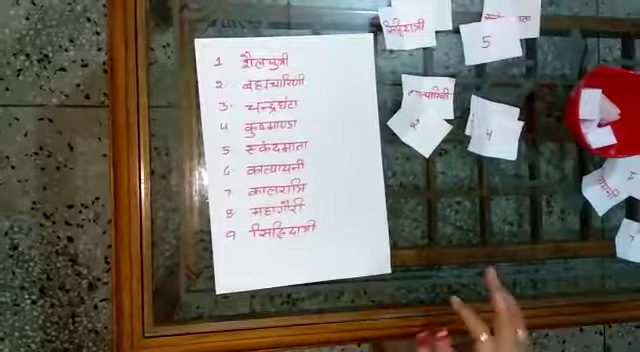 1 शैलपुत्री
2 ब्रह्मचारिणी
3 चन्द्रघंटा
4 कुष्माण्डा
5 स्कंदमाता
6 कात्यायनी
7 कालरात्रि
8 महागौरी
9 सिद्धिदात्री
सिद्धिदात्री
5
2
4